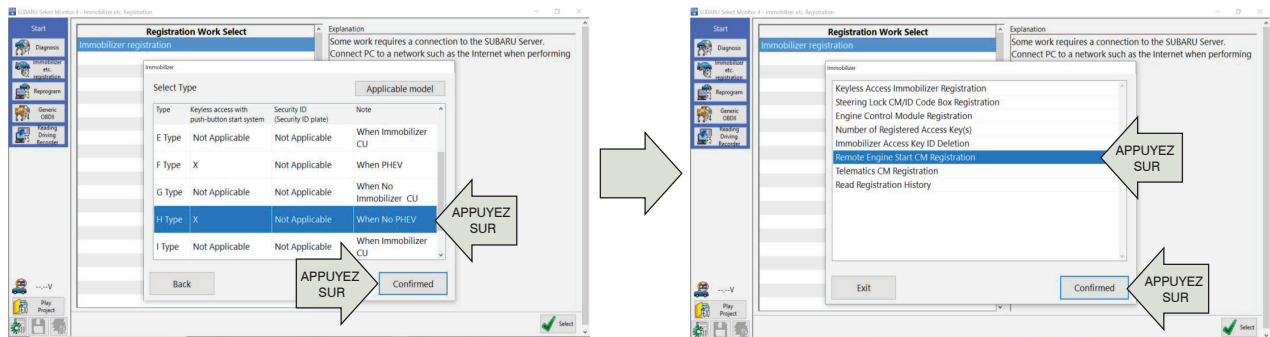 SUBARU Select Monitor 4 - Immobilizer etc. Registration
Start
Diagnosis
Immobilizer
etc.
registration
Reprogram
Generic
OBDII
Reading
Driving
Recorder
--.--V
Play
Project
Registration Work Select
Immobilizer registration
Explanation
Some work requires a connection to the SUBARU Server.
Connect PC to a network such as the Internet when performing
Immobilizer
Select Type
Applicable model
Type
Keyless access with
push-button start system
Security ID
(Security ID plate)
Note
E Type Not Applicable Not Applicable When Immobilizer
CU
F Type X Not Applicable When PHEV
G Type Not Applicable Not Applicable When No
Immobilizer CU
H Type X Not Applicable When No PHEV
I Type Not Applicable Not Applicable When Immobilizer
CU
Back
Confirmed
APPUYEZ
SUR
APPUYEZ
SUR
Select
SUBARU Select Monitor 4 - Immobilizer etc. Registration
Start
Diagnosis
Immobilizer
etc.
registration
Reprogram
Generic
OBDII
Reading
Driving
Recorder
--.--V
Play
Project
Registration Work Select
Immobilizer registration
Explanation
Some work requires a connection to the SUBARU Server.
Connect PC to a network such as the Internet when performing
Immobilizer
Keyless Access Immobilizer Registration
Steering Lock CM/ID Code Box Registration
Engine Control Module Registration
Number of Registered Access Key(s)
Immobilizer Access Key ID Deletion
Remote Engine Start CM Registration
Telematics CM Registration
Read Registration History
Exit
Confirmed
APPUYEZ
SUR
APPUYEZ
SUR
Select